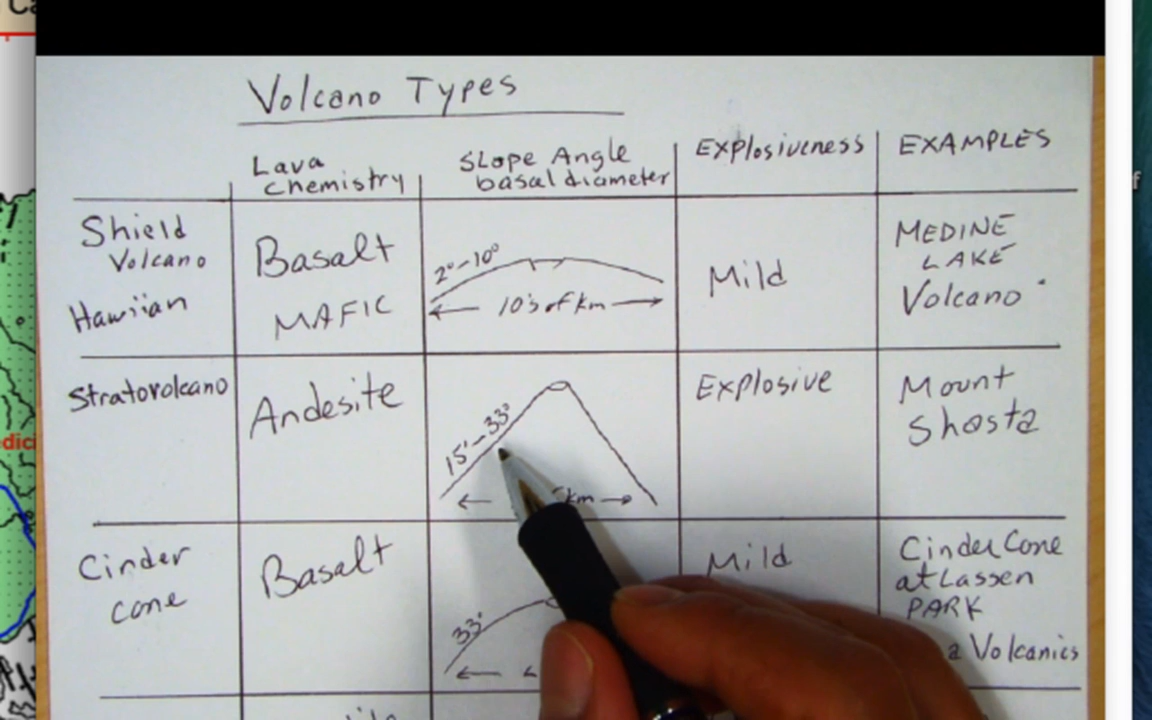 Volcano Types
Lava
chemistry
SLope Angle
basal diameter
Explosiveness
EXAMPLES
Shield
Volcano
Hawiian
Basalt
MAFIC
2°-10°
10's of km
Mild
MEDINE
LAKE
Volcano
Stratovolcano
Andesite
15°-33°
km
Explosive
Mount
Shasta
Cinder
cone
Basalt
33°
Mild
Cinder Cone
at Lassen
PARK
a Volcanics
dici